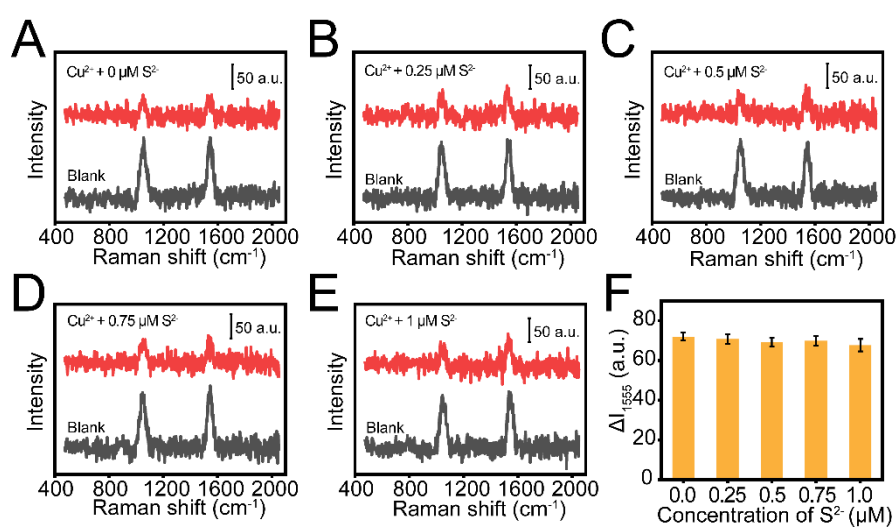 A
Cu²⁺ + 0 µM S²⁻
50 a.u.
Blank
Intensity
400 800 1200 1600 2000
Raman shift (cm⁻¹)
B
Cu²⁺ + 0.25 µM S²⁻
50 a.u.
Blank
Intensity
400 800 1200 1600 2000
Raman shift (cm⁻¹)
C
Cu²⁺ + 0.5 µM S²⁻
50 a.u.
Blank
Intensity
400 800 1200 1600 2000
Raman shift (cm⁻¹)
D
Cu²⁺ + 0.75 µM S²⁻
50 a.u.
Blank
Intensity
400 800 1200 1600 2000
Raman shift (cm⁻¹)
E
Cu²⁺ + 1 µM S²⁻
50 a.u.
Blank
Intensity
400 800 1200 1600 2000
Raman shift (cm⁻¹)
F
80
60
40
20
0
ΔI₁₅₅₅ (a.u.)
0.0 0.25 0.5 0.75 1.0
Concentration of S²⁻ (µM)